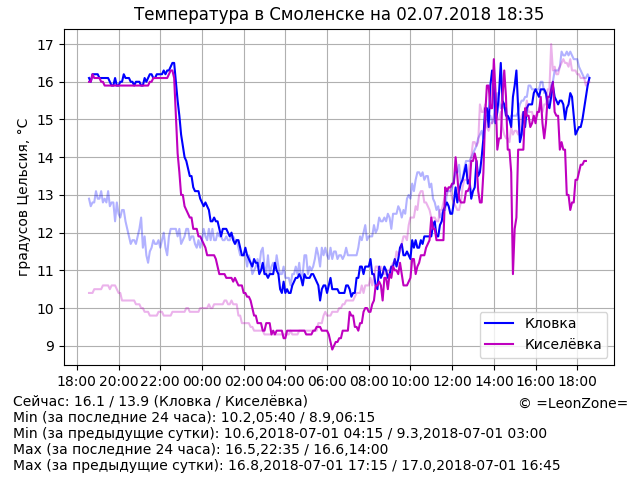 Температура в Смоленске на 02.07.2018 18:35
градусов Цельсия, °C
17
16
15
14
13
12
11
10
9
18:00 20:00 22:00 00:00 02:00 04:00 06:00 08:00 10:00 12:00 14:00 16:00 18:00
Кловка
Киселёвка
Сейчас: 16.1 / 13.9 (Кловка / Киселёвка)
© =LeonZone=
Min (за последние 24 часа): 10.2,05:40 / 8.9,06:15
Min (за предыдущие сутки): 10.6,2018-07-01 04:15 / 9.3,2018-07-01 03:00
Max (за последние 24 часа): 16.5,22:35 / 16.6,14:00
Max (за предыдущие сутки): 16.8,2018-07-01 17:15 / 17.0,2018-07-01 16:45